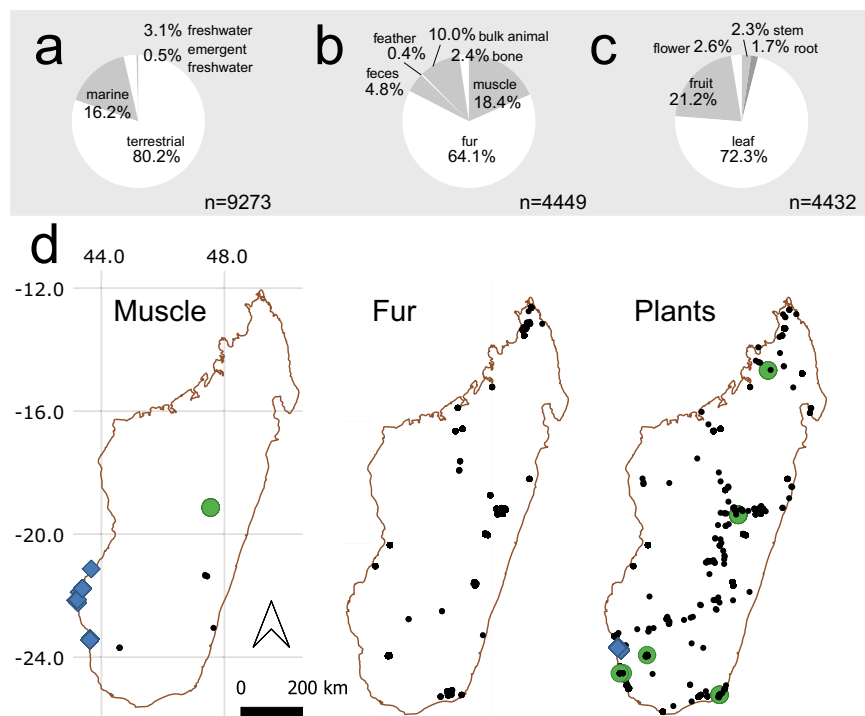 a
3.1% freshwater
0.5% emergent
freshwater
marine
16.2%
terrestrial
80.2%
n=9273
b
feather
0.4%
10.0% bulk animal
2.4% bone
feces
4.8%
muscle
18.4%
fur
64.1%
n=4449
c
2.3% stem
flower 2.6%
1.7% root
fruit
21.2%
leaf
72.3%
n=4432
d
44.0 48.0
-12.0
-16.0
-20.0
-24.0
Muscle
Fur
Plants
0 200 km